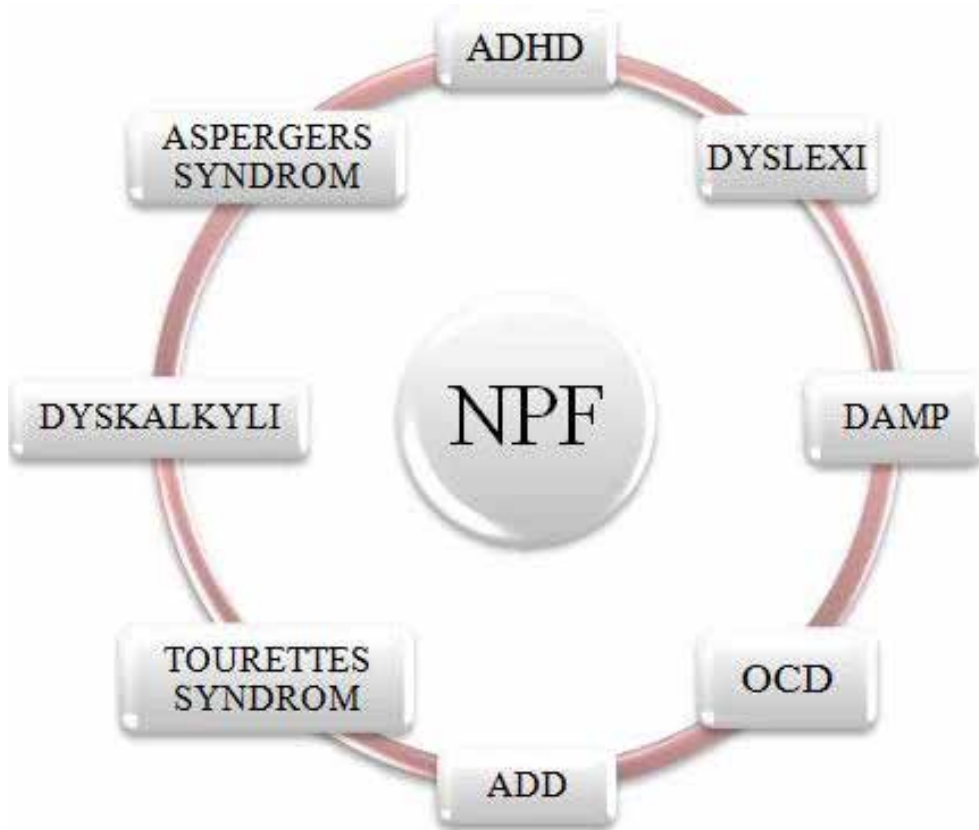 ADHD
ASPERGERS
SYNDROM
DYSLEXI
DYSKALKYLI
NPF
DAMP
TOURETTES
SYNDROM
OCD
ADD